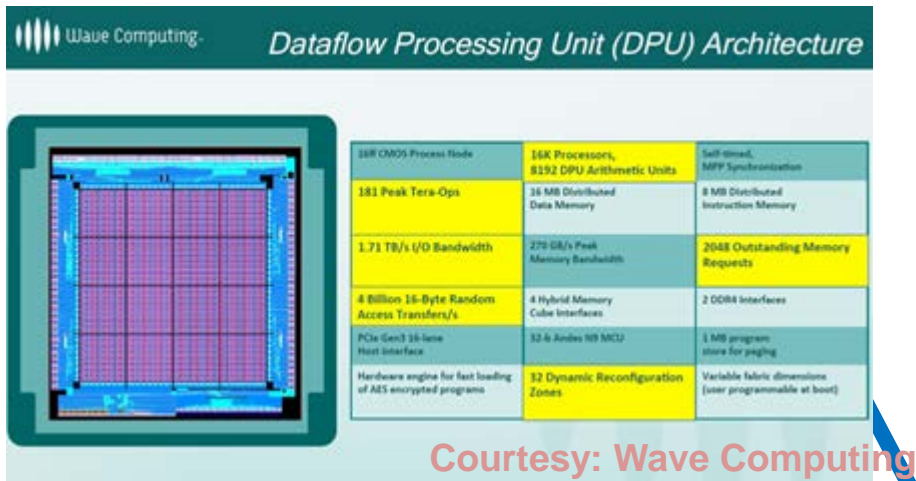 Wave Computing.
Dataflow Processing Unit (DPU) Architecture
16ff CMOS Process Node
16K Processors,
8192 DPU Arithmetic Units
Self-timed,
MPP Synchronization
181 Peak Tera-Ops
16 MB Distributed
Data Memory
8 MB Distributed
Instruction Memory
1.71 TB/s I/O Bandwidth
270 GB/s Peak
Memory Bandwidth
2048 Outstanding Memory
Requests
4 Billion 16-Byte Random
Access Transfers/s
4 Hybrid Memory
Cube Interfaces
2 DDR4 Interfaces
PCIe Gen3 16-lane
Host Interface
32-b Andes N9 MCU
1 MB program
store for paging
Hardware engine for fast loading
of AES encrypted programs
32 Dynamic Reconfiguration
Zones
Variable fabric dimensions
(user programmable at boot)
Courtesy: Wave Computing